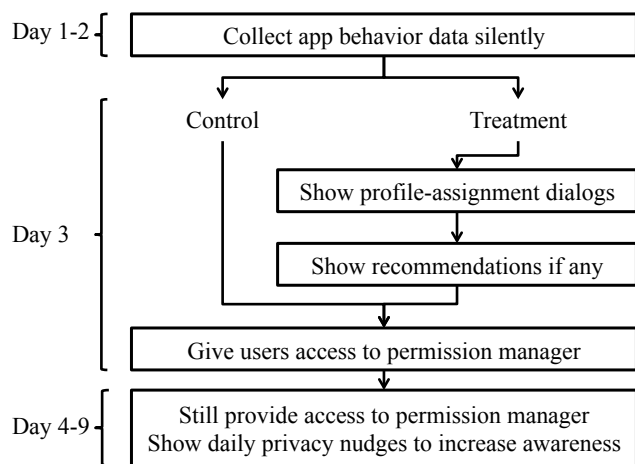 Day 1-2
Collect app behavior data silently
Control
Treatment
Show profile-assignment dialogs
Day 3
Show recommendations if any
Give users access to permission manager
Day 4-9
Still provide access to permission manager
Show daily privacy nudges to increase awareness